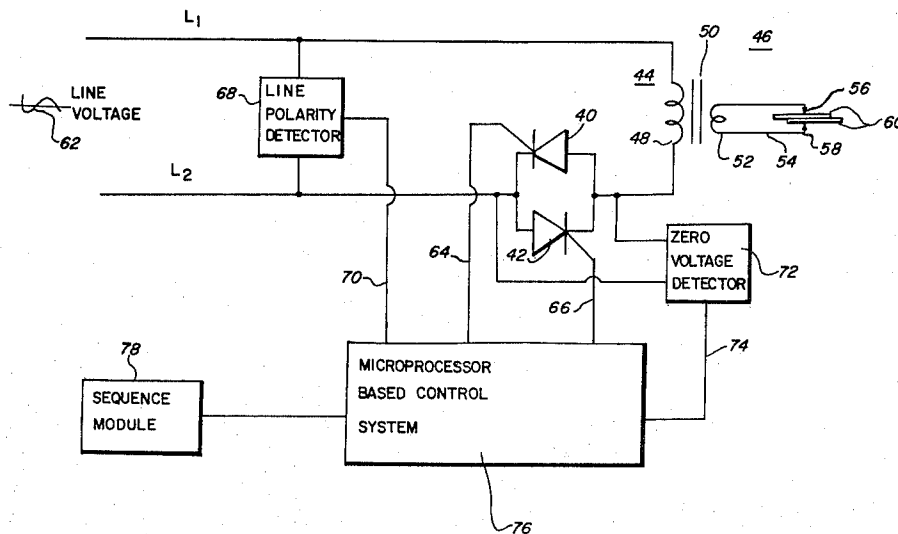 L1
50
46
44
56
68
LINE
POLARITY
DETECTOR
40
60
LINE
VOLTAGE
62
48
52
54
58
L2
42
ZERO
VOLTAGE
DETECTOR
72
64
70
66
74
78
SEQUENCE
MODULE
MICROPROCESSOR
BASED CONTROL
SYSTEM
76